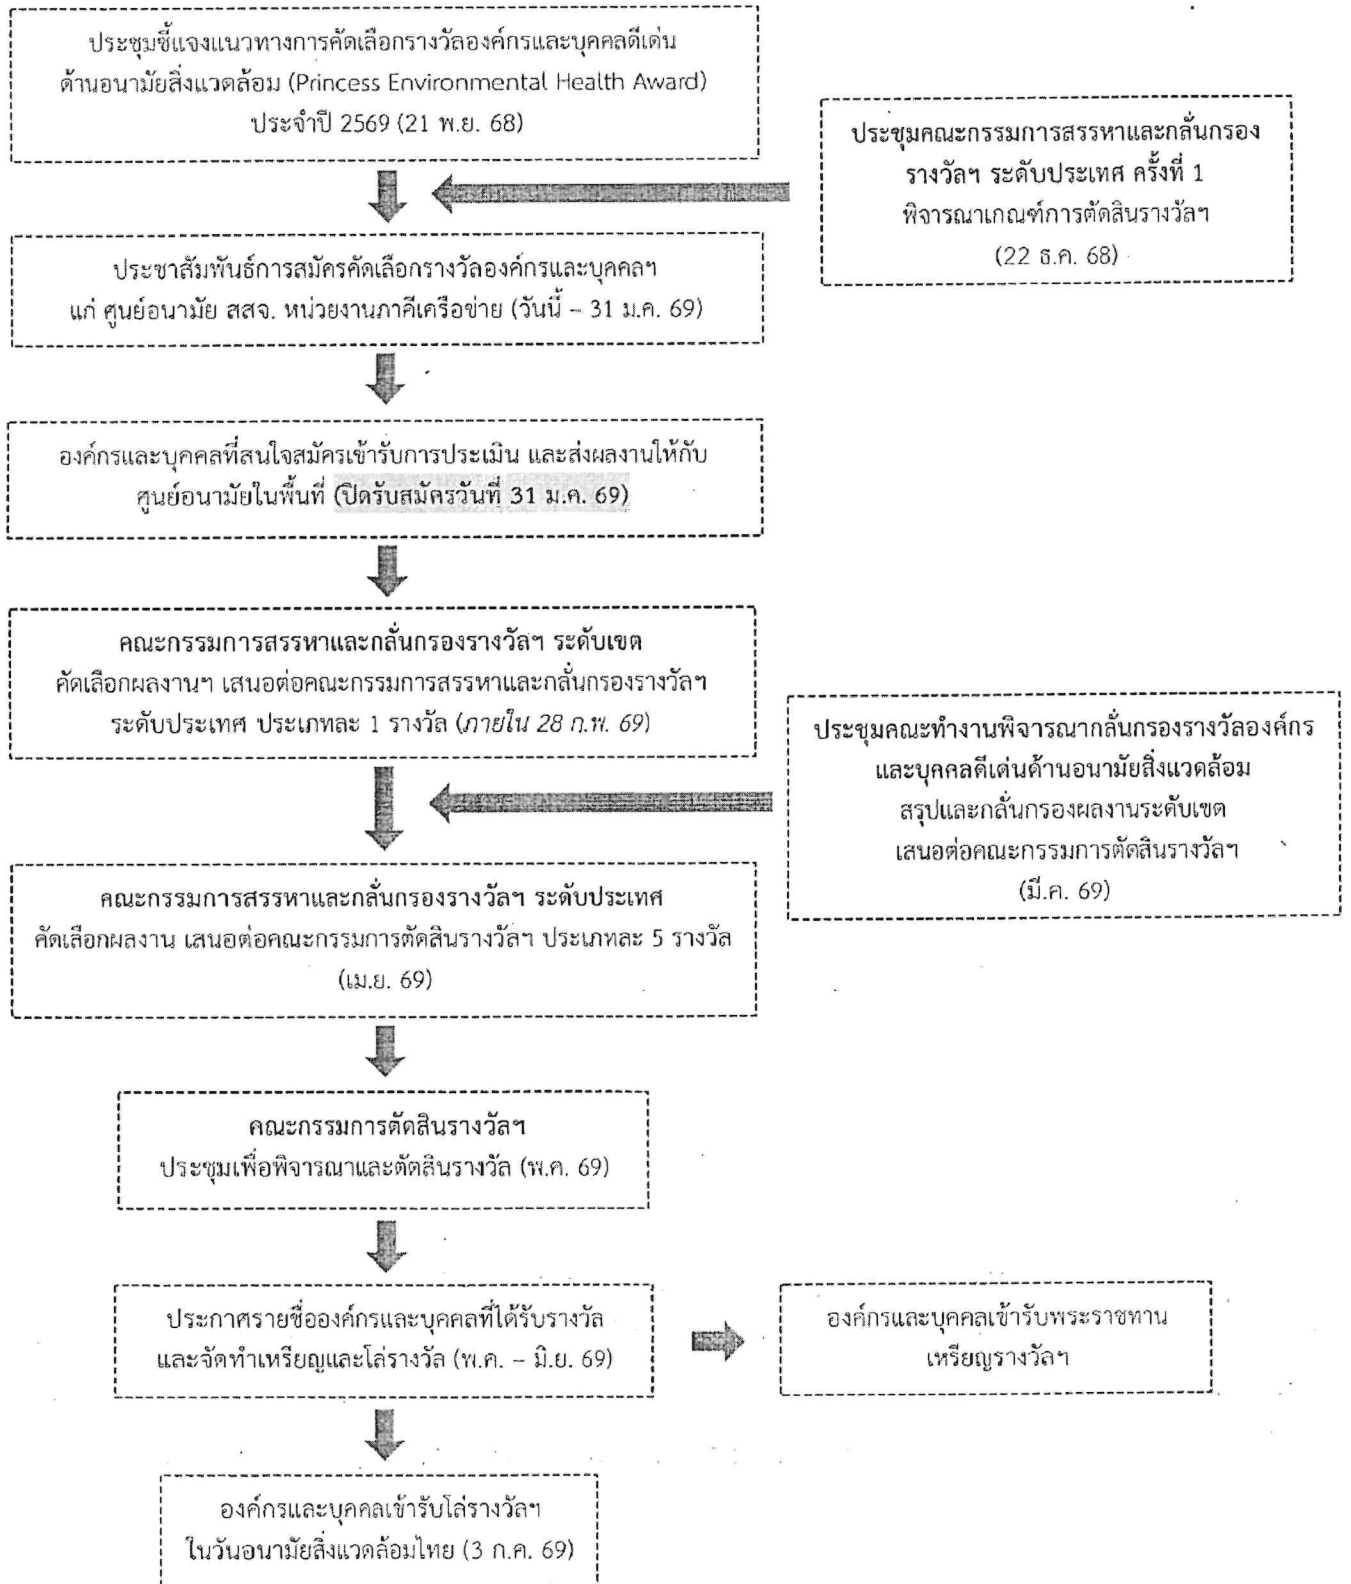 ประชุมชี้แจงแนวทางการคัดเลือกรางวัลองค์กรและบุคคลดีเด่น
ด้านอนามัยสิ่งแวดล้อม (Princess Environmental Health Award)
ประจำปี 2569 (21 พ.ย. 68)
ประชุมคณะกรรมการสรรหาและกลั่นกรอง
รางวัลฯ ระดับประเทศ ครั้งที่ 1
พิจารณาเกณฑ์การตัดสินรางวัลฯ
(22 ธ.ค. 68)
ประชาสัมพันธ์การสมัครคัดเลือกรางวัลองค์กรและบุคคลฯ
แก่ ศูนย์อนามัย สสจ. หน่วยงานภาคีเครือข่าย (วันนี้ – 31 ม.ค. 69)
องค์กรและบุคคลที่สนใจสมัครเข้ารับการประเมิน และส่งผลงานให้กับ
ศูนย์อนามัยในพื้นที่ (ปิดรับสมัครวันที่ 31 ม.ค. 69)
คณะกรรมการสรรหาและกลั่นกรองรางวัลฯ ระดับเขต
คัดเลือกผลงานฯ เสนอต่อคณะกรรมการสรรหาและกลั่นกรองรางวัลฯ
ระดับประเทศ ประเภทละ 1 รางวัล (ภายใน 28 ก.พ. 69)
ประชุมคณะทำงานพิจารณากลั่นกรองรางวัลองค์กร
และบุคคลดีเด่นด้านอนามัยสิ่งแวดล้อม
สรุปและกลั่นกรองผลงานระดับเขต
เสนอต่อคณะกรรมการตัดสินรางวัลฯ
(มี.ค. 69)
คณะกรรมการสรรหาและกลั่นกรองรางวัลฯ ระดับประเทศ
คัดเลือกผลงาน เสนอต่อคณะกรรมการตัดสินรางวัลฯ ประเภทละ 5 รางวัล
(เม.ย. 69)
คณะกรรมการตัดสินรางวัลฯ
ประชุมเพื่อพิจารณาและตัดสินรางวัล (พ.ค. 69)
ประกาศรายชื่อองค์กรและบุคคลที่ได้รับรางวัล
และจัดทำเหรียญและโล่รางวัล (พ.ค. – มิ.ย. 69)
องค์กรและบุคคลเข้ารับพระราชทาน
เหรียญรางวัลฯ
องค์กรและบุคคลเข้ารับโล่รางวัลฯ
ในวันอนามัยสิ่งแวดล้อมไทย (3 ก.ค. 69)